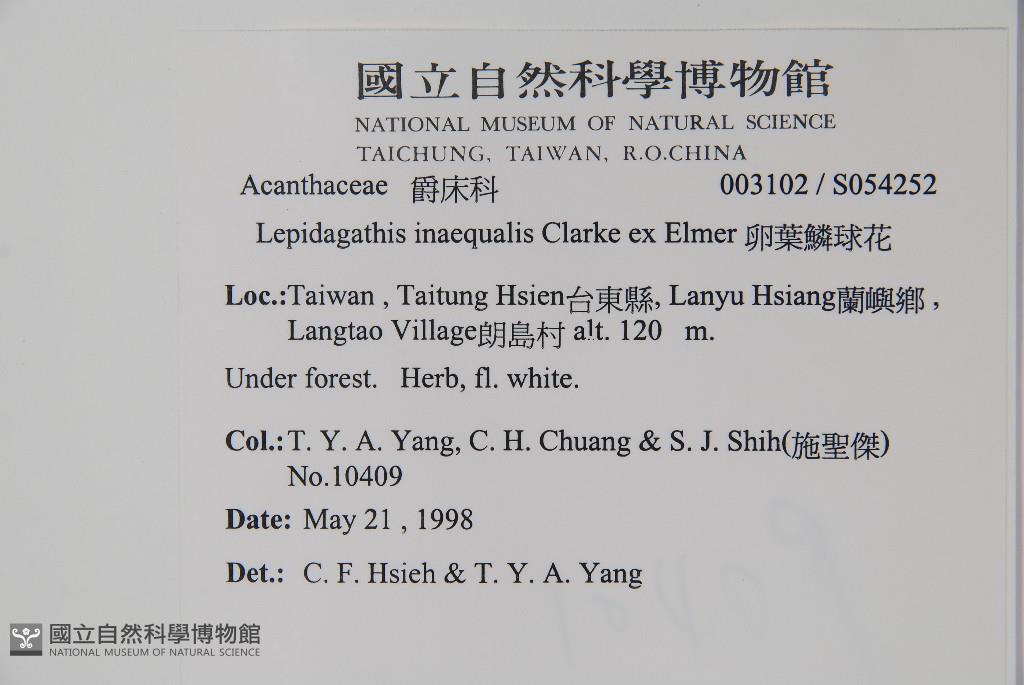 國立自然科學博物館
NATIONAL MUSEUM OF NATURAL SCIENCE
TAICHUNG, TAIWAN, R.O.CHINA
Acanthaceae 爵床科 003102 / S054252
Lepidagathis inaequalis Clarke ex Elmer 卵葉鱗球花
Loc.:Taiwan , Taitung Hsien台東縣, Lanyu Hsiang蘭嶼鄉 ,
Langtao Village朗島村 alt. 120 m.
Under forest. Herb, fl. white.
Col.:T. Y. A. Yang, C. H. Chuang & S. J. Shih(施聖傑)
No.10409
Date: May 21 , 1998
Det.: C. F. Hsieh & T. Y. A. Yang
國立自然科學博物館
NATIONAL MUSEUM OF NATURAL SCIENCE